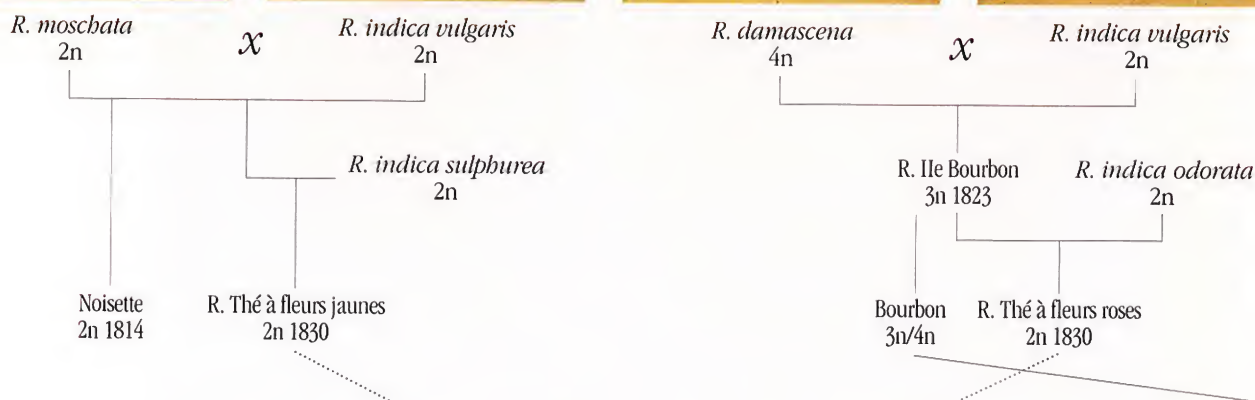 R. moschata
2n
x
R. indica vulgaris
2n
R. indica sulphurea
2n
Noisette
2n 1814
R. Thé à fleurs jaunes
2n 1830
R. damascena
4n
x
R. indica vulgaris
2n
R. Ile Bourbon
3n 1823
R. indica odorata
2n
Bourbon
3n/4n
R. Thé à fleurs roses
2n 1830